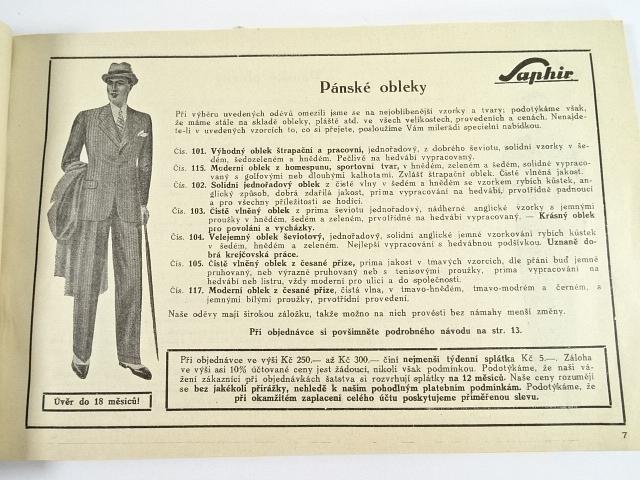 Saphir
Pánské obleky
Při výběru uvedených oděvů omezili jsme se na nejoblíbenější vzorky a tvary; podotýkáme však,
že máme stále na skladě obleky, pláště atd. ve všech velikostech, provedeních a cenách. Nenajde-
te-li v uvedených vzorcích to, co si přejete, posloužíme Vám milerádi specielní nabídkou.
Čís. 101. Výhodný oblek štrapační a pracovní, jednořadový, z dobrého ševiotu, solidní vzorky v še-
dém, šedozeleném a hnědém. Pečlivě na hedvábí vypracovaný.
Čís. 115. Moderní oblek z homespunu, sportovní tvar, v hnědém, zeleném a šedém, solidně vypraco-
vaný s golfovými neb dlouhými kalhotami. Zvlášť štrapační oblek. Čistě vlněná jakost.
Čís. 102. Solidní jednořadový oblek z čisté vlny v šedém a hnědém se vzorkem rybích kůstek, an-
glický způsob, dobrá zdařilá jakost, prima vypracování na hedvábí, prvotřídně padnoucí
a pro všechny příležitosti se hodící.
Čís. 103. Čistě vlněný oblek z prima ševiotu jednořadový, nádherné anglické vzorky s jemnými
proužky v hnědém, šedém a zeleném, prvotřídně na hedvábí vypracovaný. — Krásný oblek
pro povolání a vycházky.
Čís. 104. Velejemný oblek ševiotový, jednořadový, solidní anglické jemné vzorkování rybích kůstek
v šedém, hnědém a zeleném. Nejlepší vypracování s hedvábnou podšívkou. Uznaně do-
brá krejčovská práce.
Čís. 105. Čistě vlněný oblek z česané příze, prima jakost v tmavých vzorcích, dle přání buď jemně
pruhovaný, neb výrazně pruhovaný neb s tenisovými proužky, prima vypracování na
hedvábí neb listru, vždy moderní pro ulici a do společnosti.
Čís. 117. Moderní oblek z česané příze, čistá vlna, v tmavo-hnědém, tmavo-modrém a černém, s
jemnými bílými proužky, prvotřídní provedení.
Naše oděvy mají širokou záložku, takže možno na nich provésti bez námahy menší změny.
Při objednávce si povšimněte podrobného návodu na str. 13.
Při objednávce ve výši Kč 250.— až Kč 300.— činí nejmenší týdenní splátka Kč 5.—. Záloha
ve výši asi 10% účtované ceny jest žádoucí, nikoli však podmínkou. Podotýkáme, že naši vá-
žení zákazníci při objednávkách šatstva si rozvrhují splátky na 12 měsíců. Naše ceny rozumějí
se bez jakékoli přirážky, nehledě k našim pohodlným platebním podmínkám. Podotýkáme, že
při okamžitém zaplacení celého účtu poskytujeme přiměřenou slevu.
Úvěr do 18 měsíců!
7